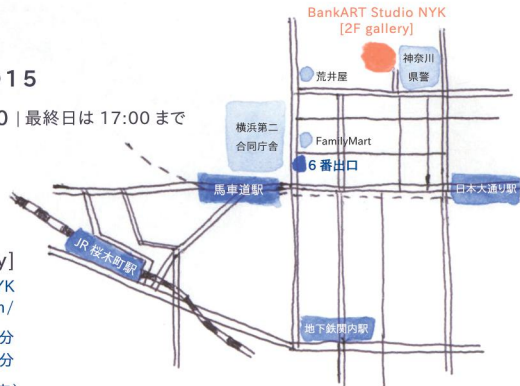 BankART Studio NYK
[2F gallery]
神奈川
県警
荒井屋
015
0 | 最終日は 17:00 まで
横浜第二
合同庁舎
FamilyMart
6番出口
馬車道駅
日本大通り駅
JR 桜木町駅
y]
YK
m/
分
分
地下鉄関内駅